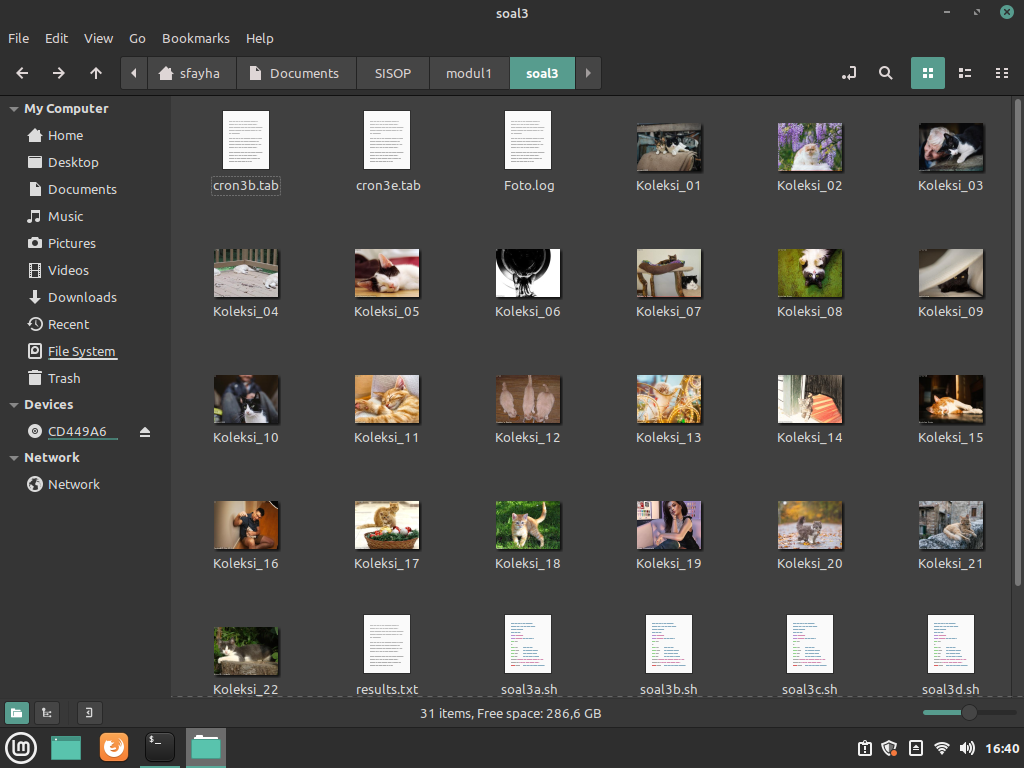 soal3
File Edit View Go Bookmarks Help
sfayha Documents SISOP modul1 soal3
My Computer
Home
Desktop
Documents
Music
Pictures
Videos
Downloads
Recent
File System
Trash
Devices
CD449A6
Network
Network
cron3b.tab cron3e.tab Foto.log Koleksi_01 Koleksi_02 Koleksi_03
Koleksi_04 Koleksi_05 Koleksi_06 Koleksi_07 Koleksi_08 Koleksi_09
Koleksi_10 Koleksi_11 Koleksi_12 Koleksi_13 Koleksi_14 Koleksi_15
Koleksi_16 Koleksi_17 Koleksi_18 Koleksi_19 Koleksi_20 Koleksi_21
Koleksi_22 results.txt soal3a.sh soal3b.sh soal3c.sh soal3d.sh
31 items, Free space: 286,6 GB
16:40